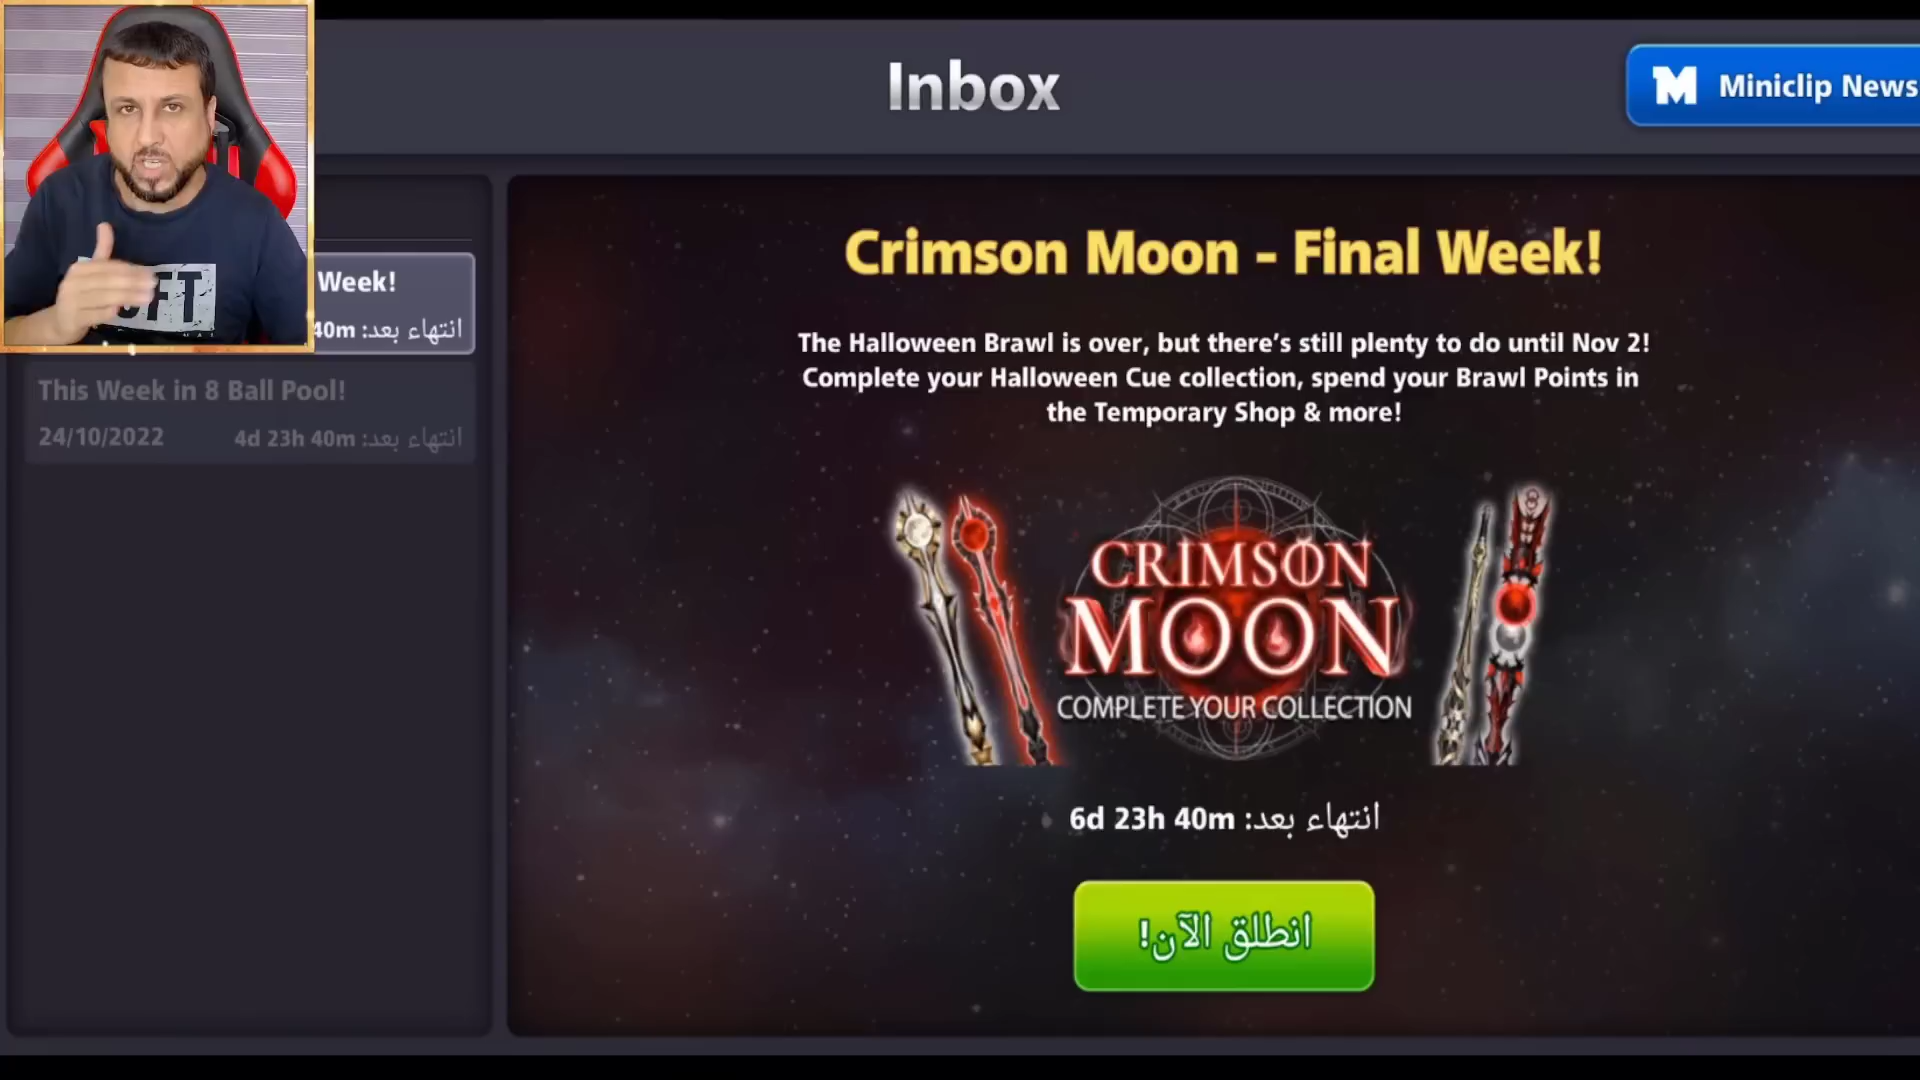 Inbox
Miniclip News
Week!
40m انتهاء بعد:
This Week in 8 Ball Pool!
24/10/2022
4d 23h 40m انتهاء بعد:
Crimson Moon - Final Week!
The Halloween Brawl is over, but there's still plenty to do until Nov 2!
Complete your Halloween Cue collection, spend your Brawl Points in
the Temporary Shop & more!
CRIMSON
MOON
COMPLETE YOUR COLLECTION
6d 23h 40m انتهاء بعد:
انطلق الآن!